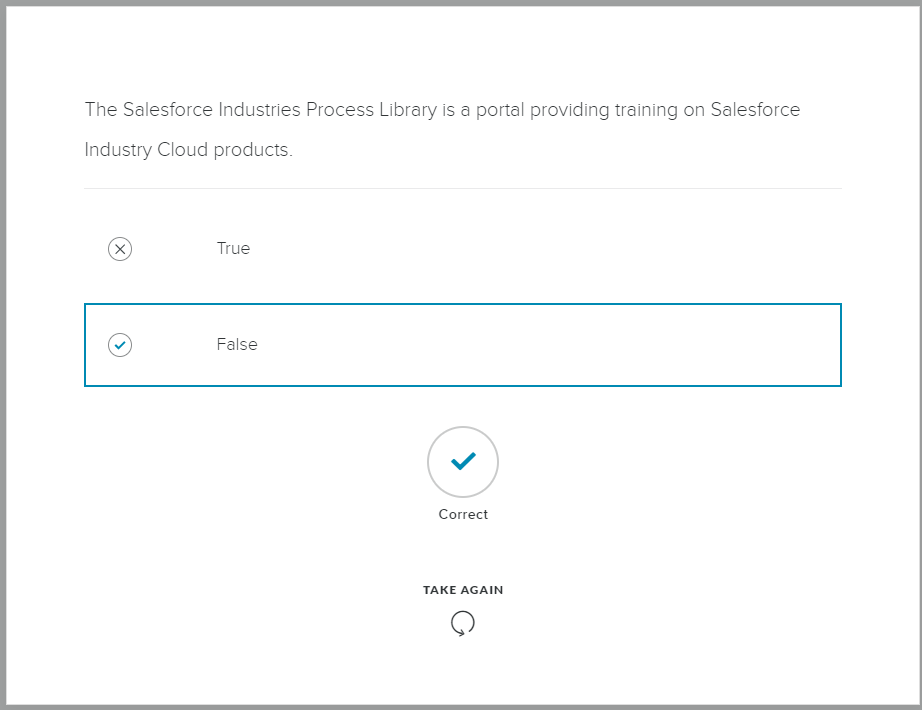 The Salesforce Industries Process Library is a portal providing training on Salesforce
Industry Cloud products.
True
False
Correct
TAKE AGAIN